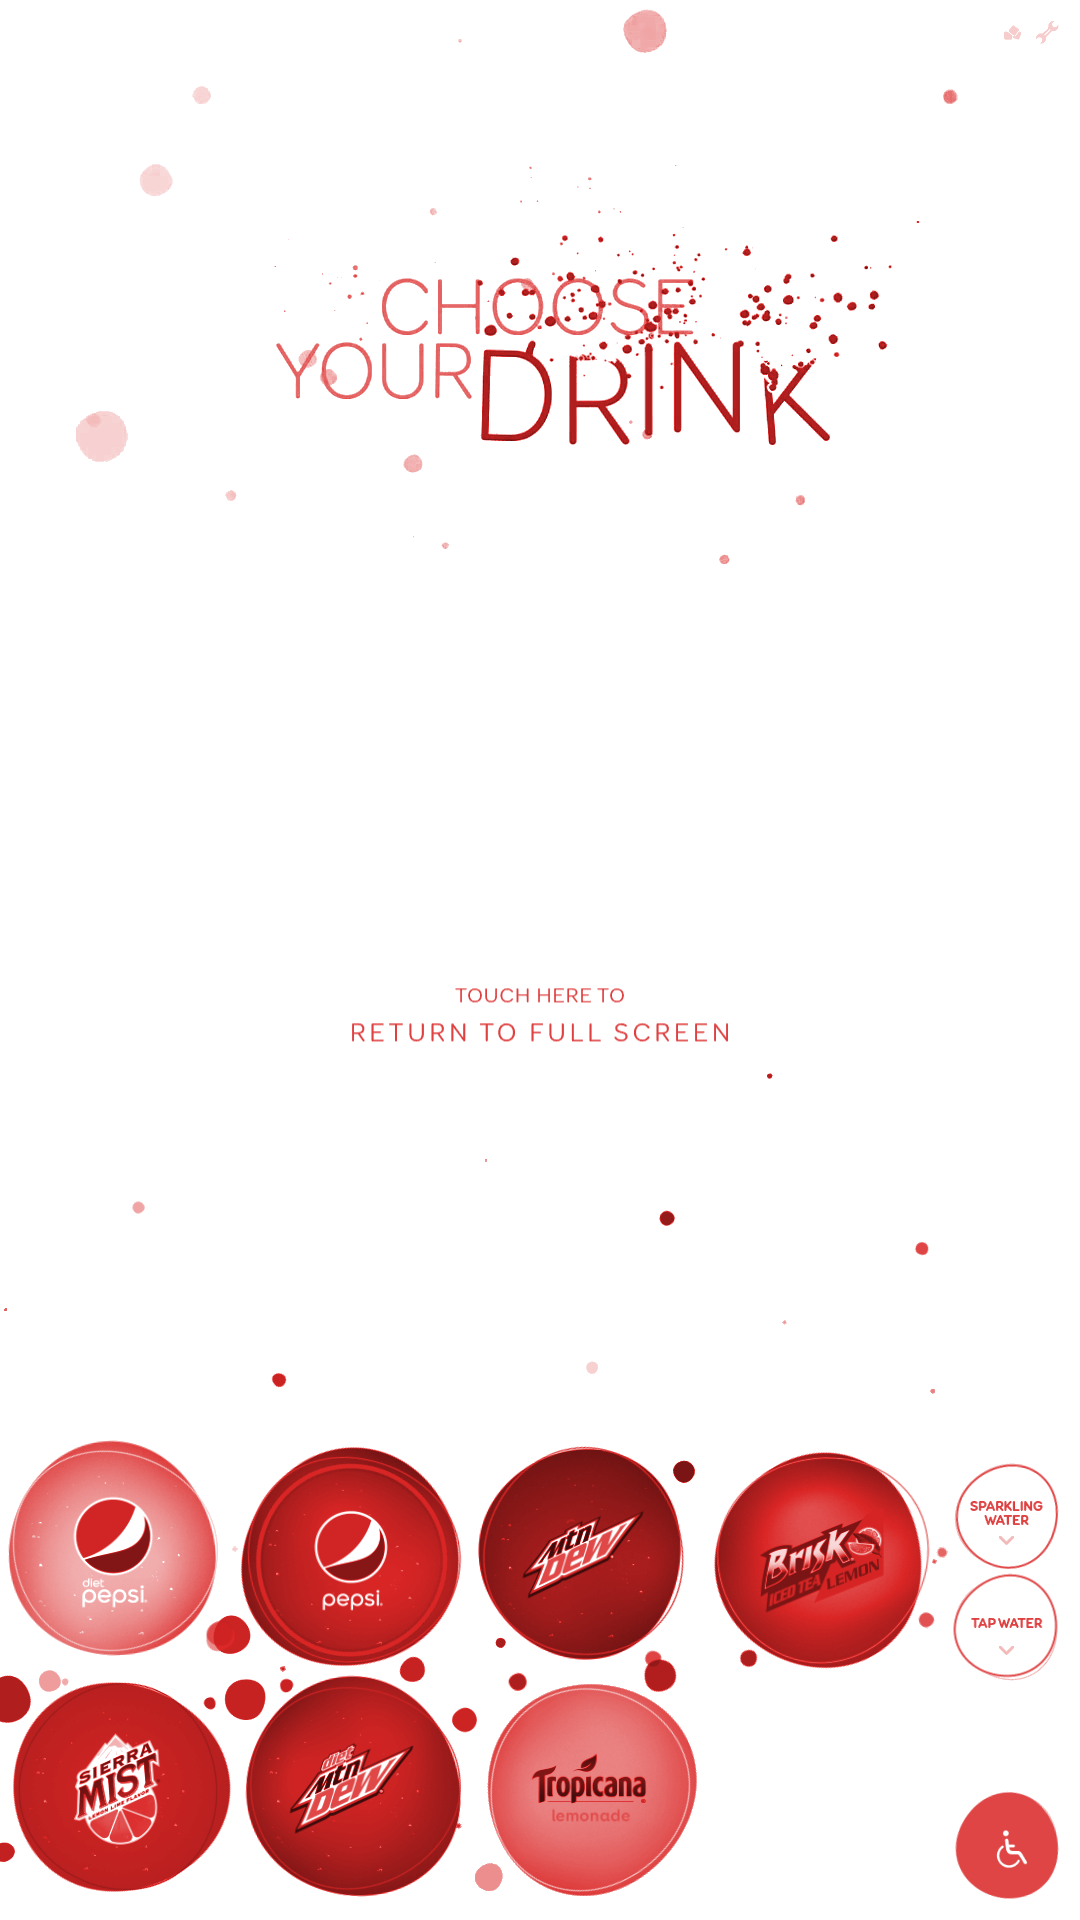 CHOOSE
YOUR DRINK
TOUCH HERE TO
RETURN TO FULL SCREEN
diet
pepsi
pepsi
mtn
DEW
Brisk
ICED TEA LEMON
SPARKLING
WATER
TAP WATER
SIERRA
MIST
LEMON LIME FLAVOR
diet
mtn
DEW
Tropicana
lemonade